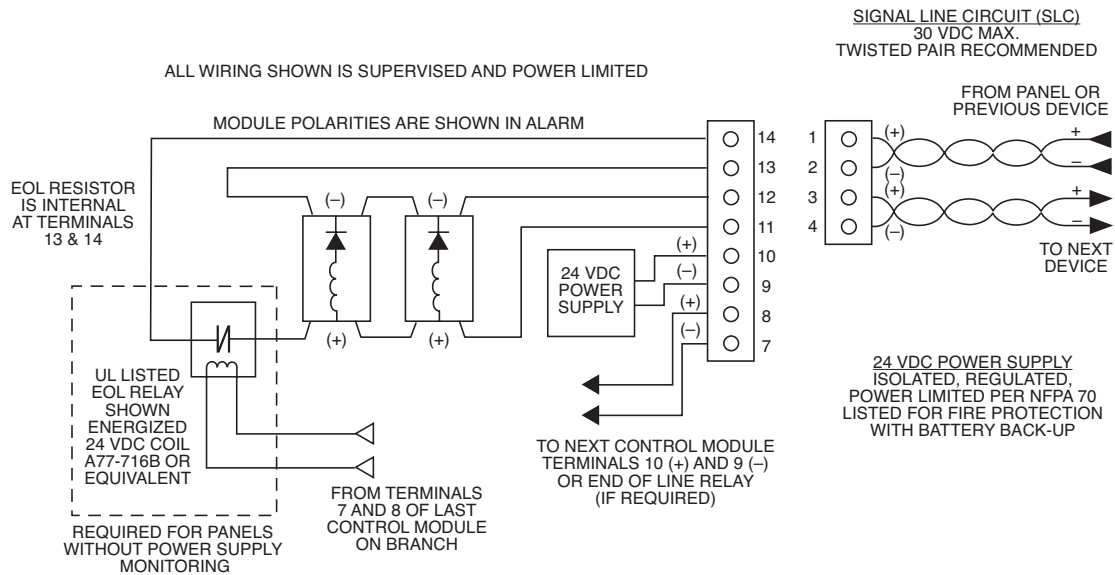 SIGNAL LINE CIRCUIT (SLC)
30 VDC MAX.
TWISTED PAIR RECOMMENDED
ALL WIRING SHOWN IS SUPERVISED AND POWER LIMITED
FROM PANEL OR
PREVIOUS DEVICE
MODULE POLARITIES ARE SHOWN IN ALARM
EOL RESISTOR
IS INTERNAL
AT TERMINALS
13 & 14
(–)
(–)
(+)
(+)
14
13
12
11
10
9
8
7
(+)
(–)
(+)
(–)
24 VDC
POWER
SUPPLY
1
2
3
4
(+)
(–)
(+)
(–)
+
–
+
–
TO NEXT
DEVICE
UL LISTED
EOL RELAY
SHOWN
ENERGIZED
24 VDC COIL
A77-716B OR
EQUIVALENT
REQUIRED FOR PANELS
WITHOUT POWER SUPPLY
MONITORING
FROM TERMINALS
7 AND 8 OF LAST
CONTROL MODULE
ON BRANCH
TO NEXT CONTROL MODULE
TERMINALS 10 (+) AND 9 (–)
OR END OF LINE RELAY
(IF REQUIRED)
24 VDC POWER SUPPLY
ISOLATED, REGULATED,
POWER LIMITED PER NFPA 70
LISTED FOR FIRE PROTECTION
WITH BATTERY BACK-UP